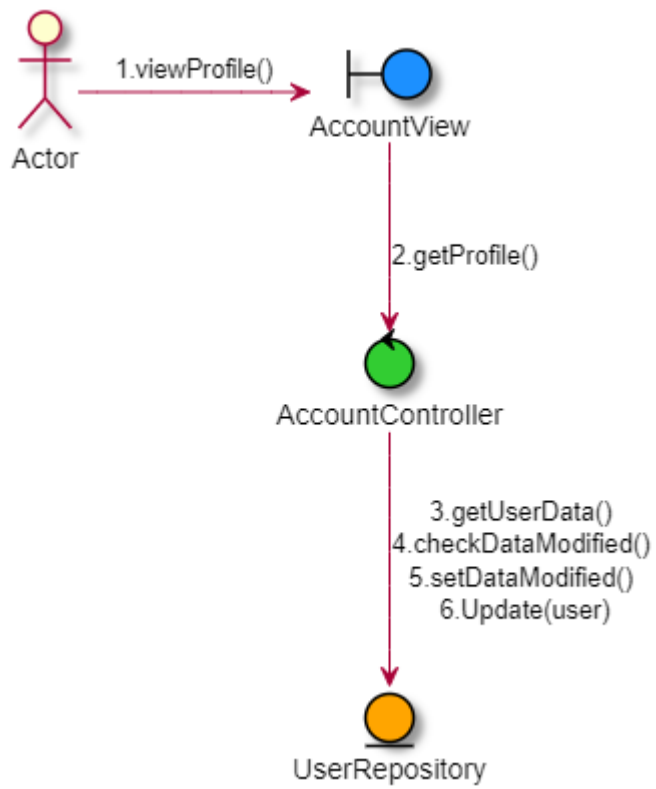 1.viewProfile()
Actor
AccountView
2.getProfile()
AccountController
3.getUserData()
4.checkDataModified()
5.setDataModified()
6.Update(user)
UserRepository